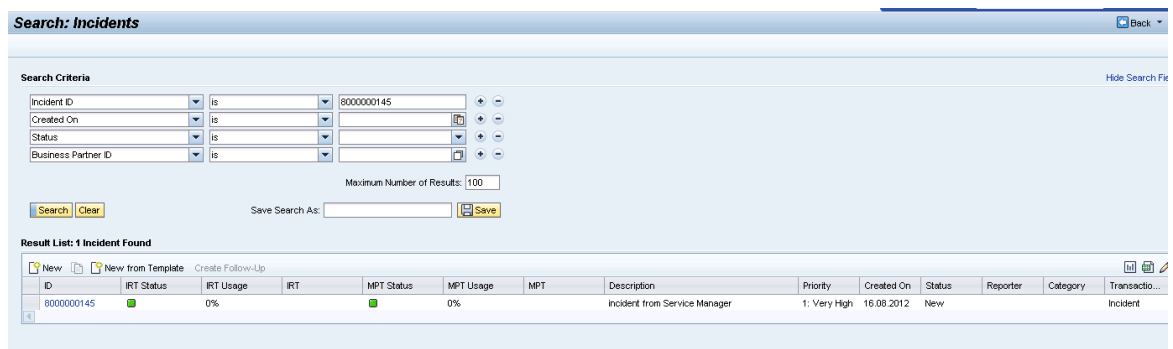 Search: Incidents Back
Search Criteria Hide Search Fie
Incident ID is 8000000145
Created On is
Status is
Business Partner ID is
Maximum Number of Results: 100
Search Clear Save Search As: Save
Result List: 1 Incident Found
New New from Template Create Follow-Up
ID IRT Status IRT Usage IRT MPT Status MPT Usage MPT Description Priority Created On Status Reporter Category Transactio...
8000000145 0% 0% incident from Service Manager 1: Very High 16.08.2012 New Incident